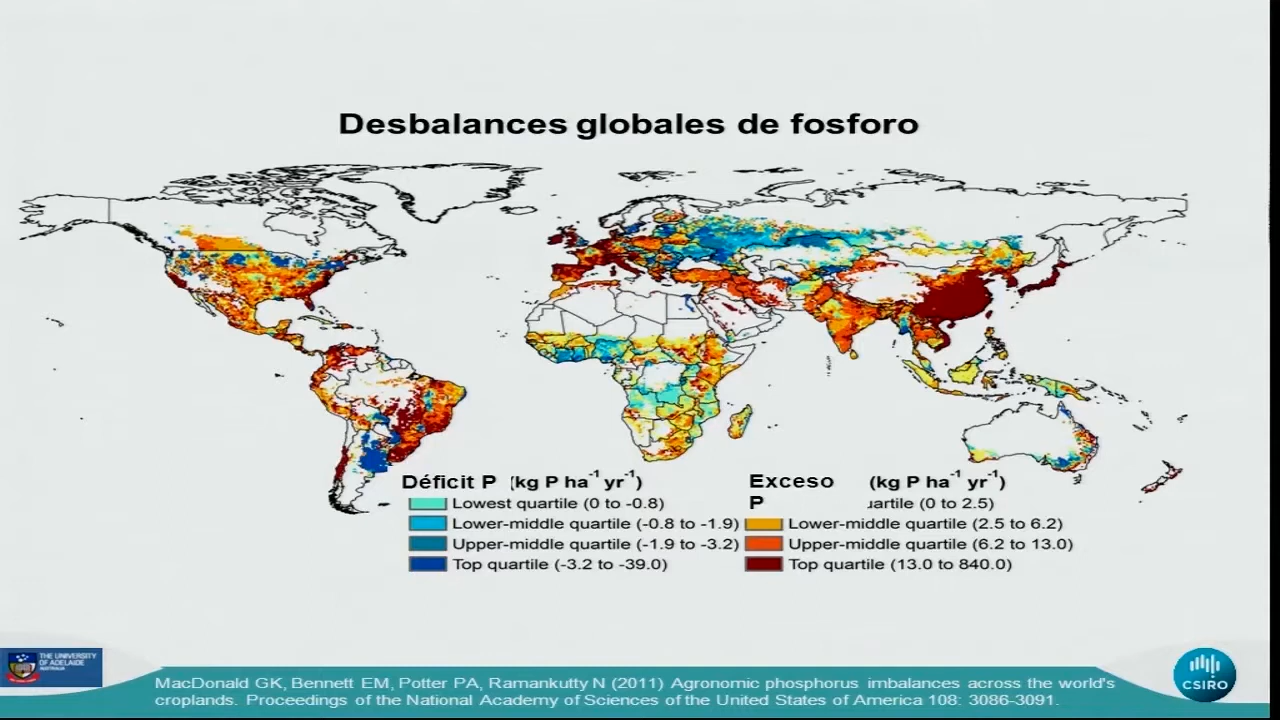 Desbalances globales de fosforo
Déficit P (kg P ha-1 yr-1)
Lowest quartile (0 to -0.8)
Lower-middle quartile (-0.8 to -1.9)
Upper-middle quartile (-1.9 to -3.2)
Top quartile (-3.2 to -39.0)
Exceso P (kg P ha-1 yr-1)
uartile (0 to 2.5)
Lower-middle quartile (2.5 to 6.2)
Upper-middle quartile (6.2 to 13.0)
Top quartile (13.0 to 840.0)
THE UNIVERSITY
OF ADELAIDE
AUSTRALIA
MacDonald GK, Bennett EM, Potter PA, Ramankutty N (2011) Agronomic phosphorus imbalances across the world's
croplands. Proceedings of the National Academy of Sciences of the United States of America 108: 3086-3091.
CSIRO